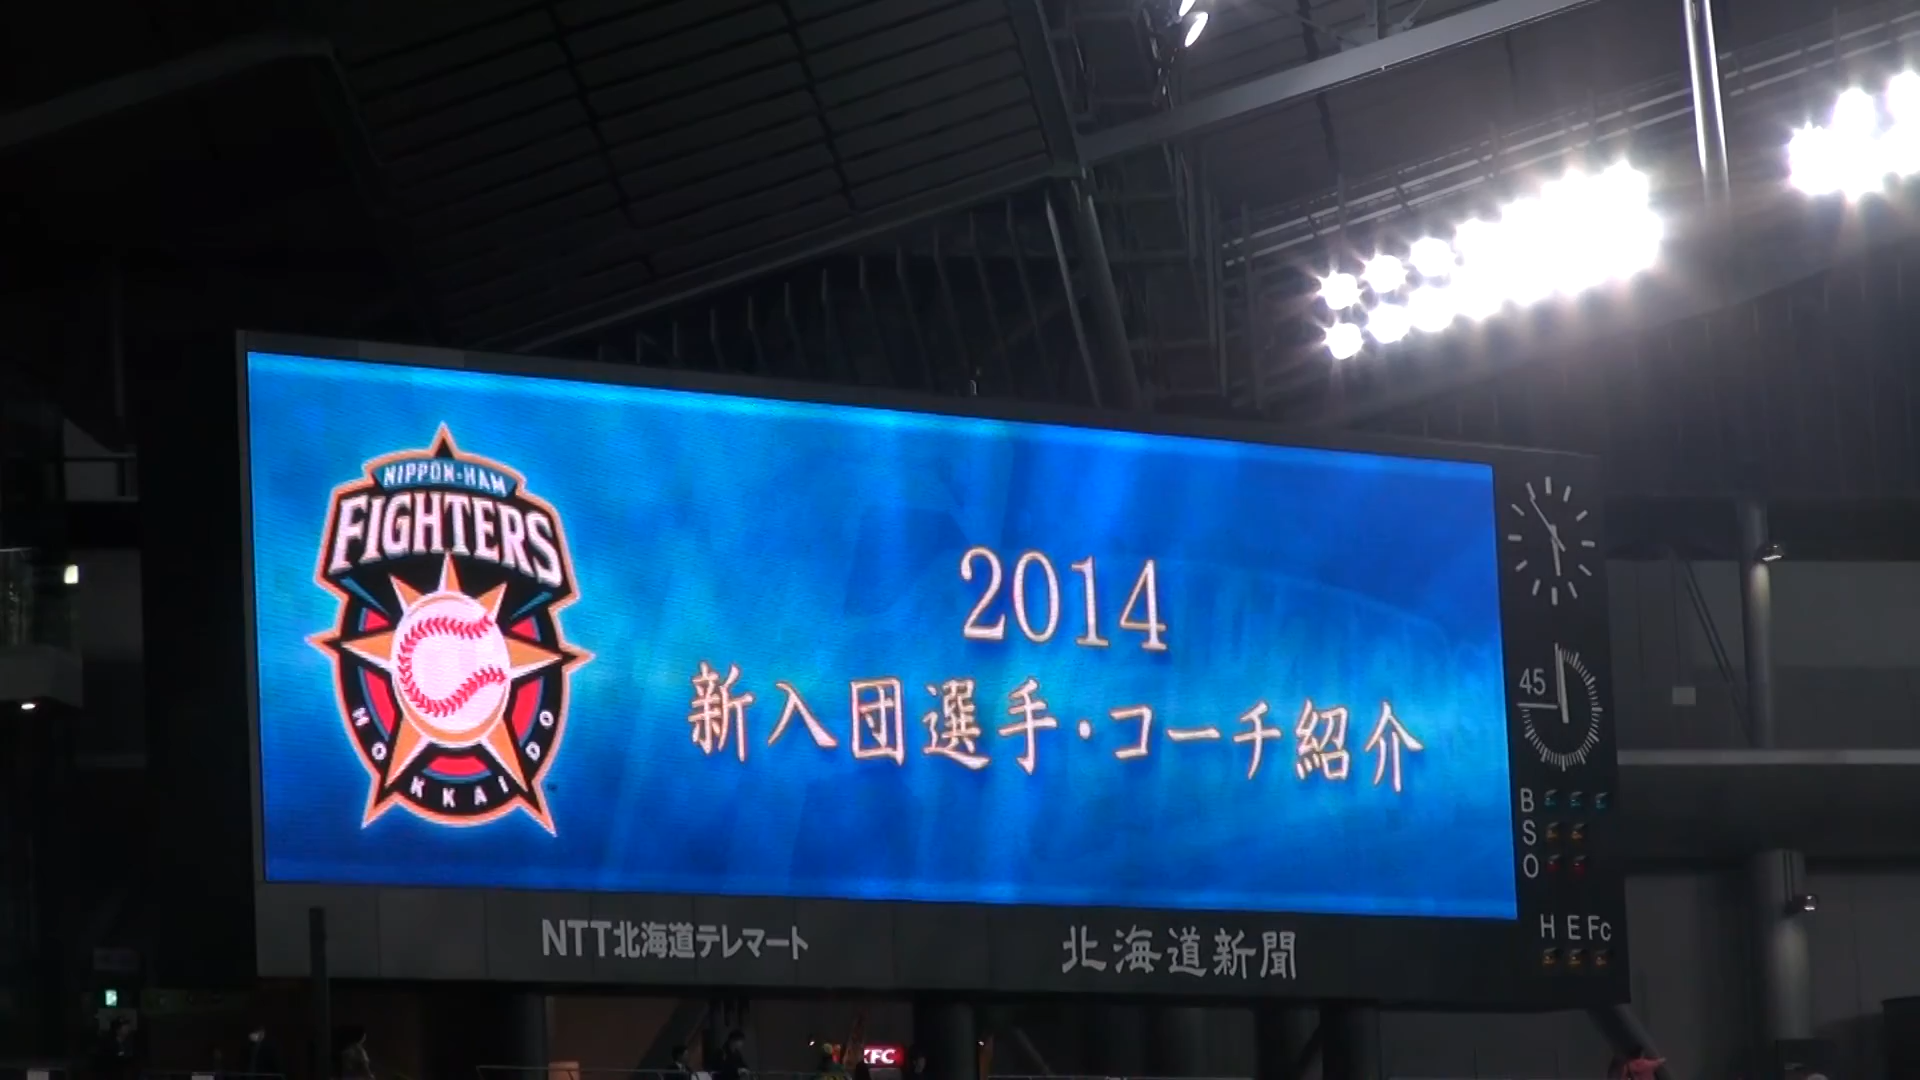 NIPPON-HAM
FIGHTERS
HOKKAIDO
2014
新入団選手・コーチ紹介
45
B
S
O
H E Fc
NTT北海道テレマート
北海道新聞
KFC